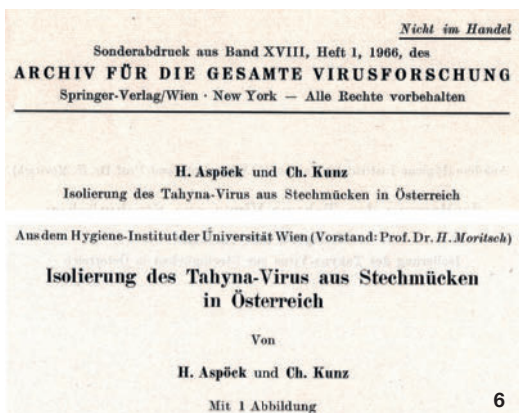 Nicht im Handel
Sonderabdruck aus Band XVIII, Heft 1, 1966, des
ARCHIV FÜR DIE GESAMTE VIRUSFORSCHUNG
Springer-Verlag/Wien · New York — Alle Rechte vorbehalten
H. Aspöck und Ch. Kunz
Isolierung des Tahyna-Virus aus Stechmücken in Österreich
Aus dem Hygiene-Institut der Universität Wien (Vorstand: Prof. Dr. H. Moritsch)
Isolierung des Tahyna-Virus aus Stechmücken
in Österreich
Von
H. Aspöck und Ch. Kunz
Mit 1 Abbildung
6